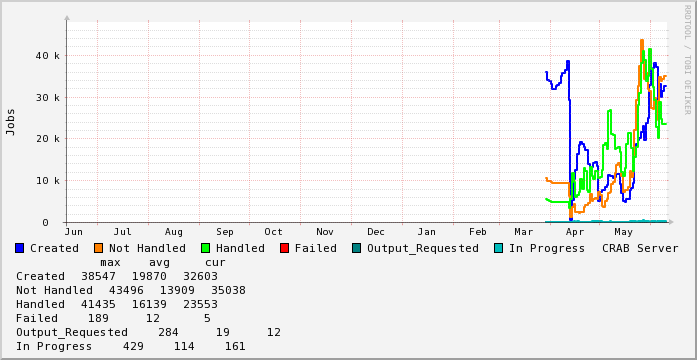 RRDTOOL / TOBI OETIKER
Jobs
40 k
30 k
20 k
10 k
0
Jun Jul Aug Sep Oct Nov Dec Jan Feb Mar Apr May
Created Not Handled Handled Failed Output_Requested In Progress CRAB Server
max avg cur
Created 38547 19870 32603
Not Handled 43496 13909 35038
Handled 41435 16139 23553
Failed 189 12 5
Output_Requested 284 19 12
In Progress 429 114 161